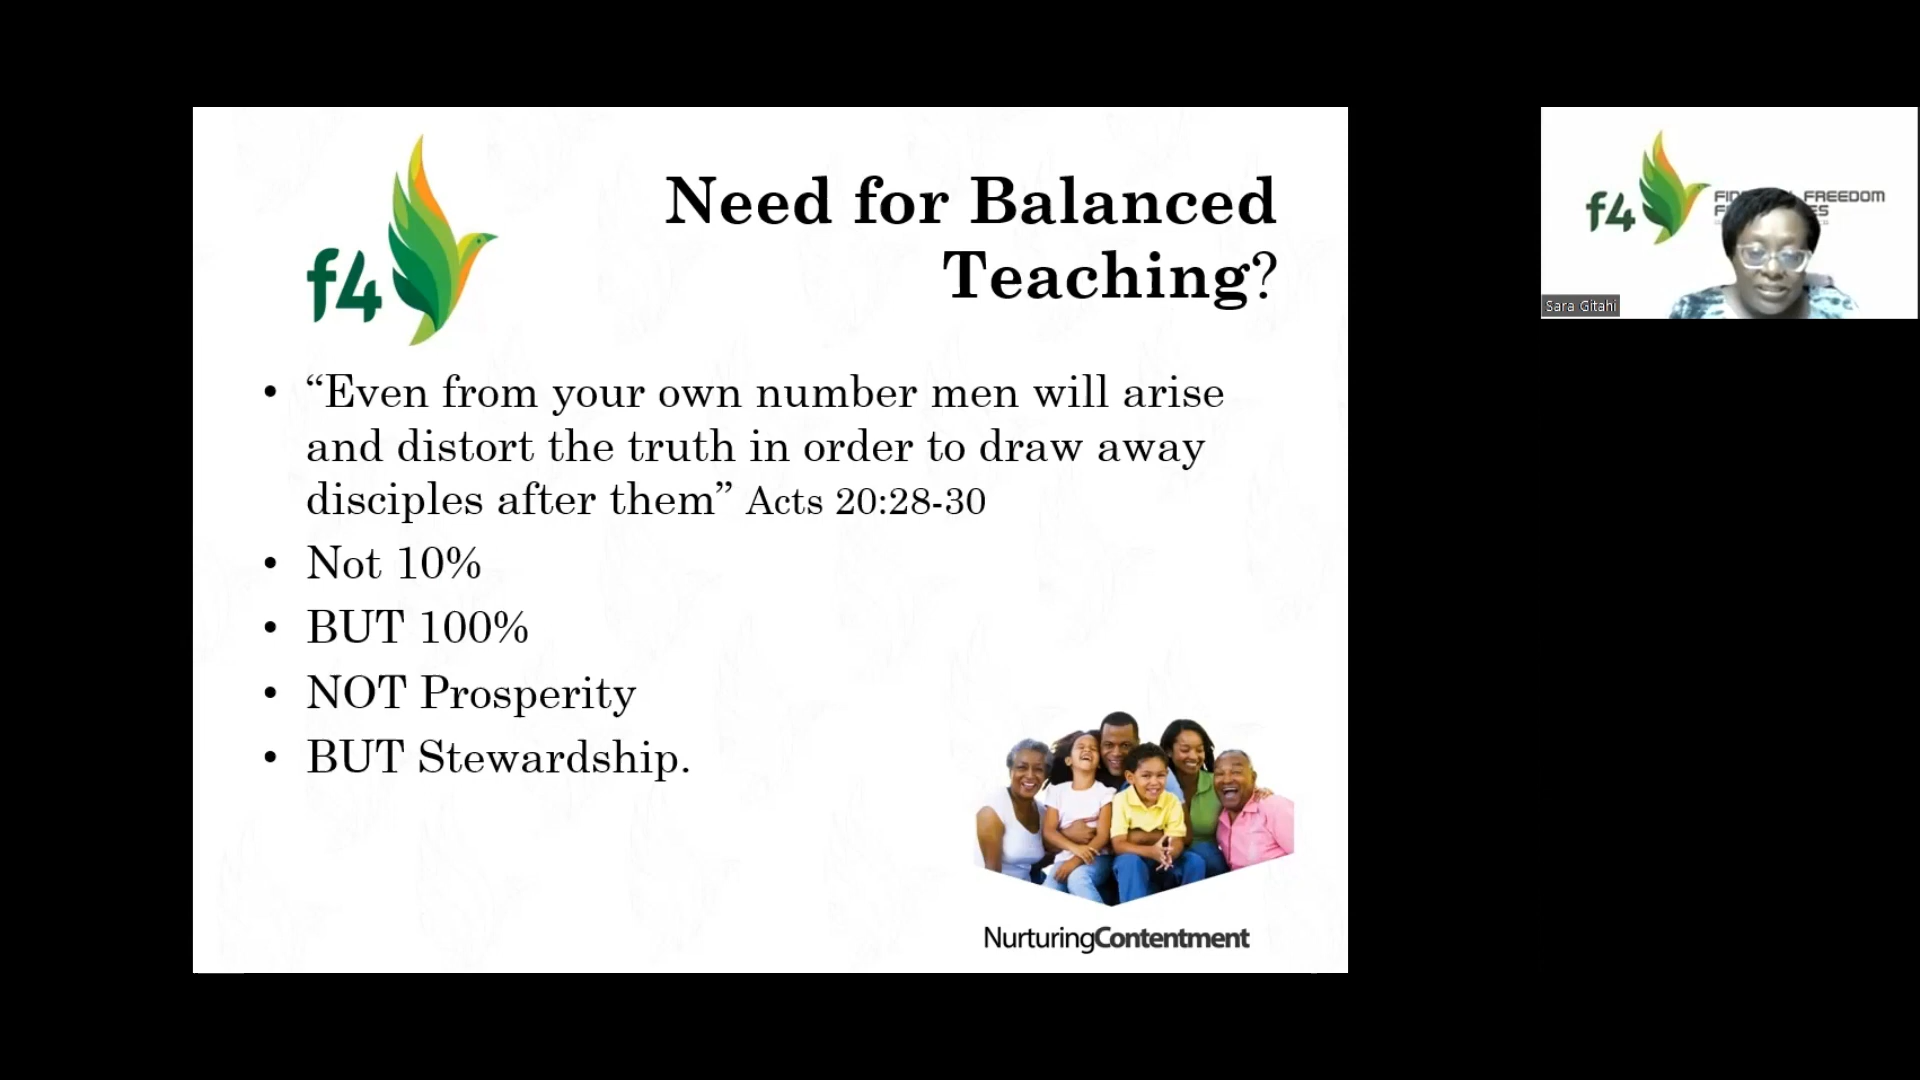 f4
Need for Balanced
Teaching?
• “Even from your own number men will arise
and distort the truth in order to draw away
disciples after them” Acts 20:28-30
• Not 10%
• BUT 100%
• NOT Prosperity
• BUT Stewardship.
NurturingContentment
f4
FREEDOM
Sara Gitahi